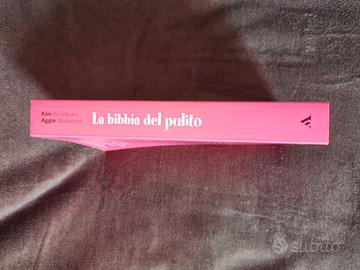 Kim Woodburn
Aggie Mackenzie
La bibbia del pulito
subito